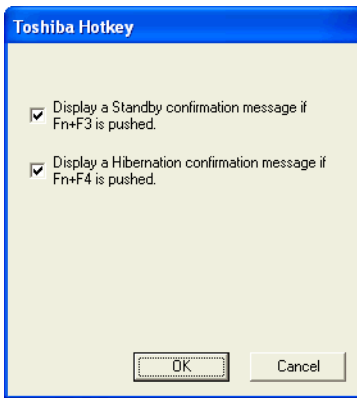 Toshiba Hotkey
Display a Standby confirmation message if
Fn+F3 is pushed.
Display a Hibernation confirmation message if
Fn+F4 is pushed.
OK
Cancel